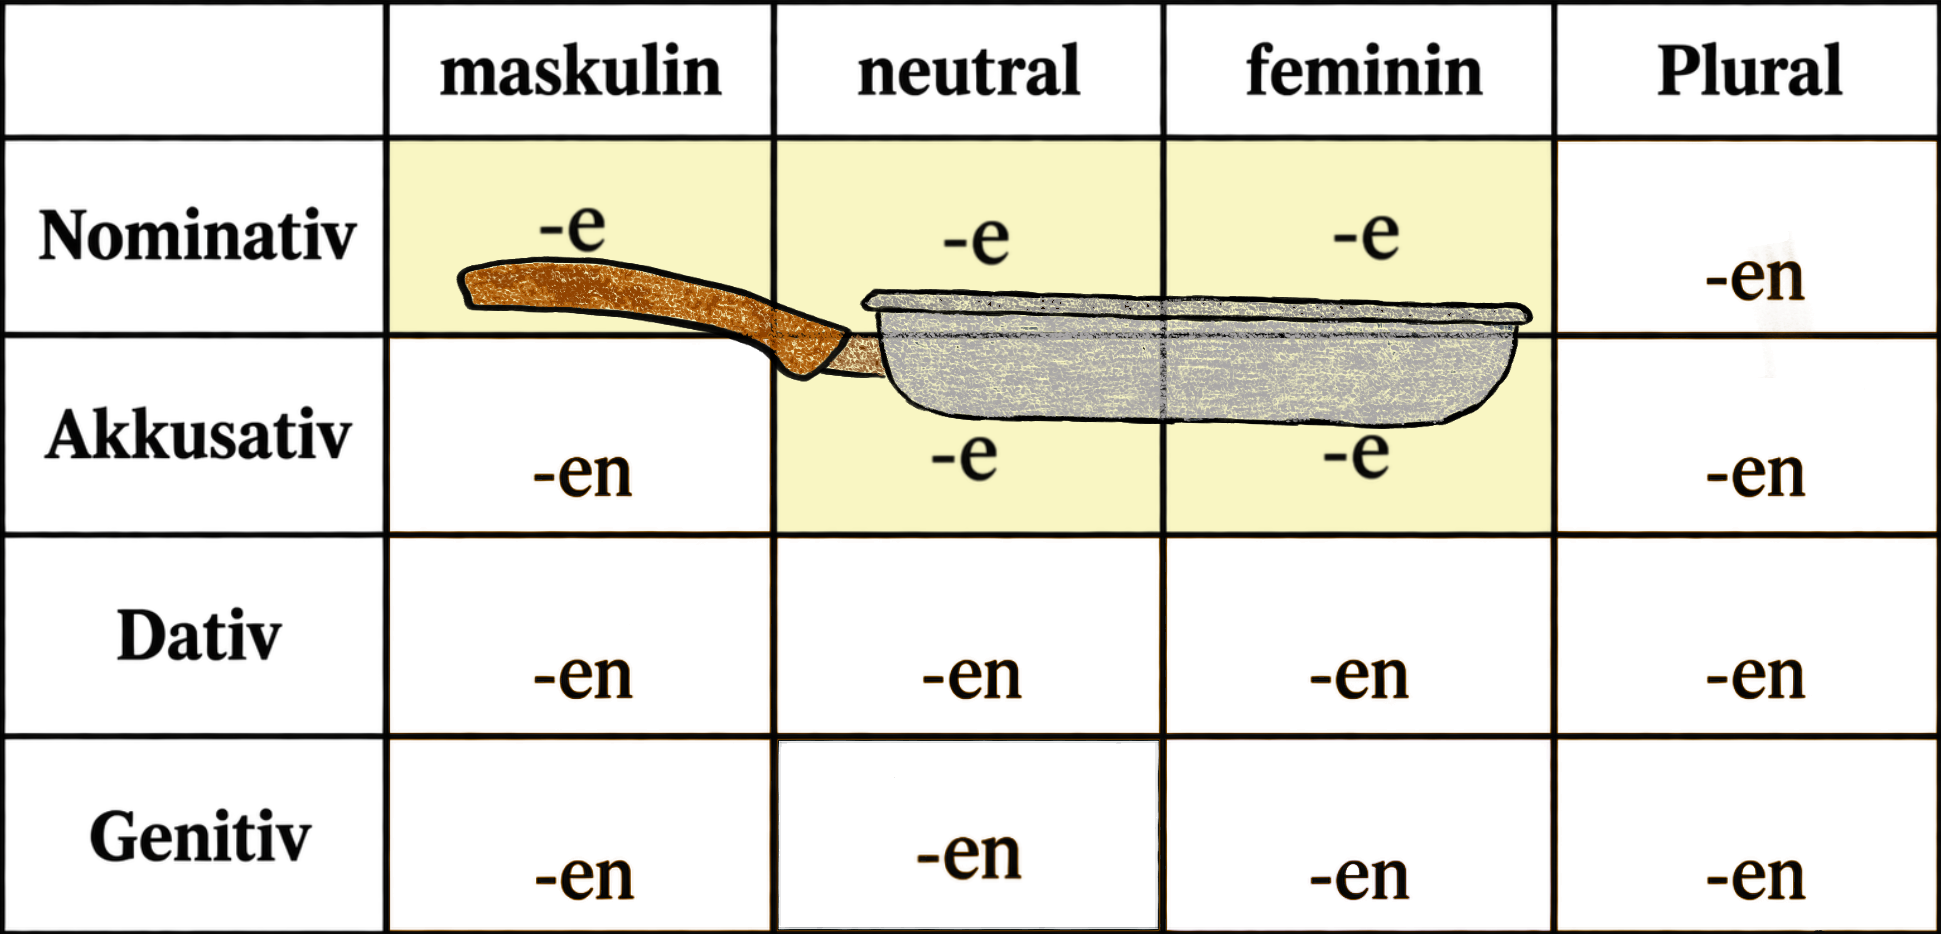 maskulin neutral feminin Plural
Nominativ -e -e -e -en
Akkusativ -en -e -e -en
Dativ -en -en -en -en
Genitiv -en -en -en -en